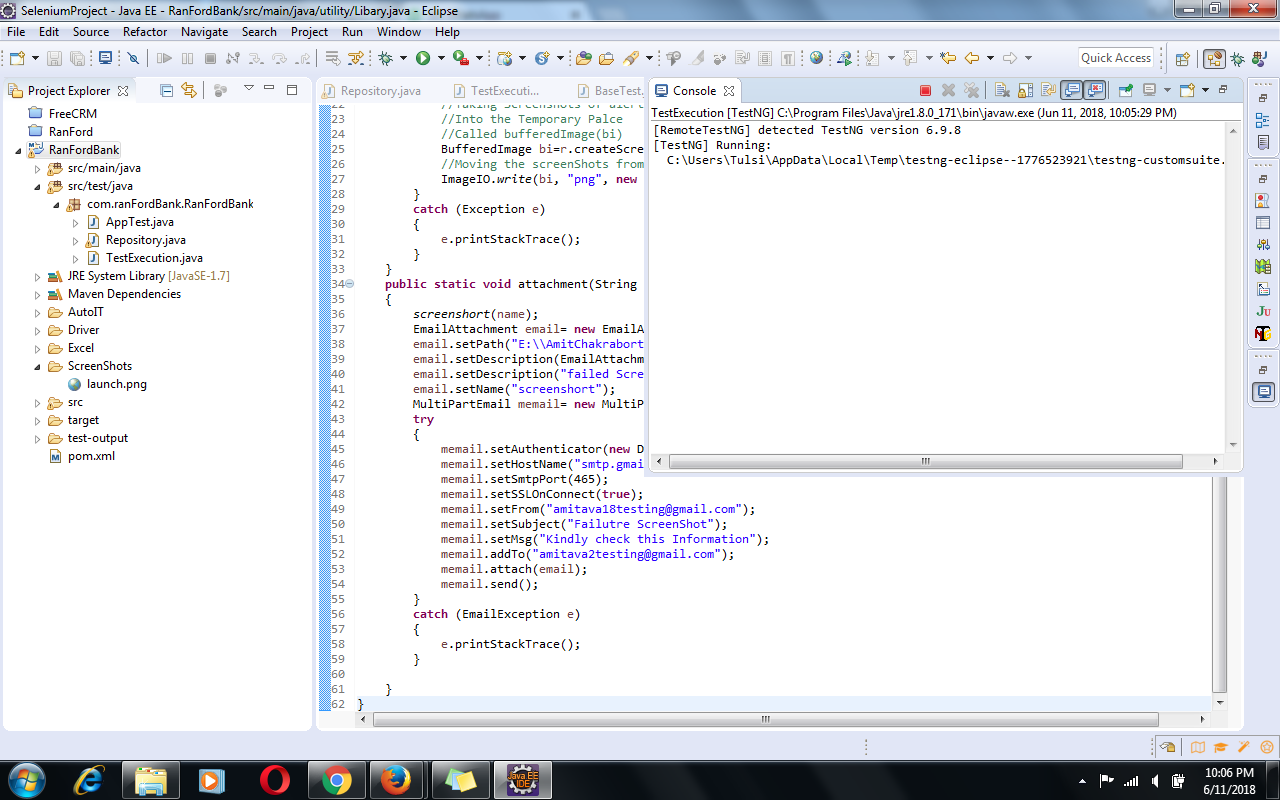 SeleniumProject - Java EE - RanFordBank/src/main/java/utility/Libary.java - Eclipse
File Edit Source Refactor Navigate Search Project Run Window Help
Quick Access
Project Explorer
FreeCRM
RanFord
RanFordBank
src/main/java
src/test/java
com.ranFordBank.RanFordBank
AppTest.java
Repository.java
TestExecution.java
JRE System Library [JavaSE-1.7]
Maven Dependencies
AutoIT
Driver
Excel
ScreenShots
launch.png
src
target
test-output
pom.xml
Repository.java TestExecuti... BaseTest.
22 //Taking Screenshots of alert
23 //Into the Temporary Palce
24 //Called bufferedImage(bi)
25 BufferedImage bi=r.createScre
26 //Moving the screenShots from
27 ImageIO.write(bi, "png", new
28 }
29 catch (Exception e)
30 {
31 e.printStackTrace();
32 }
33 }
34 public static void attachment(String
35 {
36 screenshort(name);
37 EmailAttachment email= new EmailA
38 email.setPath("E:\\AmitChakrabort
39 email.setDescription(EmailAttachm
40 email.setDescription("failed Scre
41 email.setName("screenshort");
42 MultiPartEmail memail= new MultiP
43 try
44 {
45 memail.setAuthenticator(new D
46 memail.setHostName("smtp.gmai
47 memail.setSmtpPort(465);
48 memail.setSSLOnConnect(true);
49 memail.setFrom("amitava18testing@gmail.com");
50 memail.setSubject("Failutre ScreenShot");
51 memail.setMsg("Kindly check this Information");
52 memail.addTo("amitava2testing@gmail.com");
53 memail.attach(email);
54 memail.send();
55 }
56 catch (EmailException e)
57 {
58 e.printStackTrace();
59 }
60
61 }
62 }
Console
TestExecution [TestNG] C:\Program Files\Java\jre1.8.0_171\bin\javaw.exe (Jun 11, 2018, 10:05:29 PM)
[RemoteTestNG] detected TestNG version 6.9.8
[TestNG] Running:
C:\Users\Tulsi\AppData\Local\Temp\testng-eclipse--1776523921\testng-customsuite.
Ju
Java EE
IDE
10:06 PM
6/11/2018